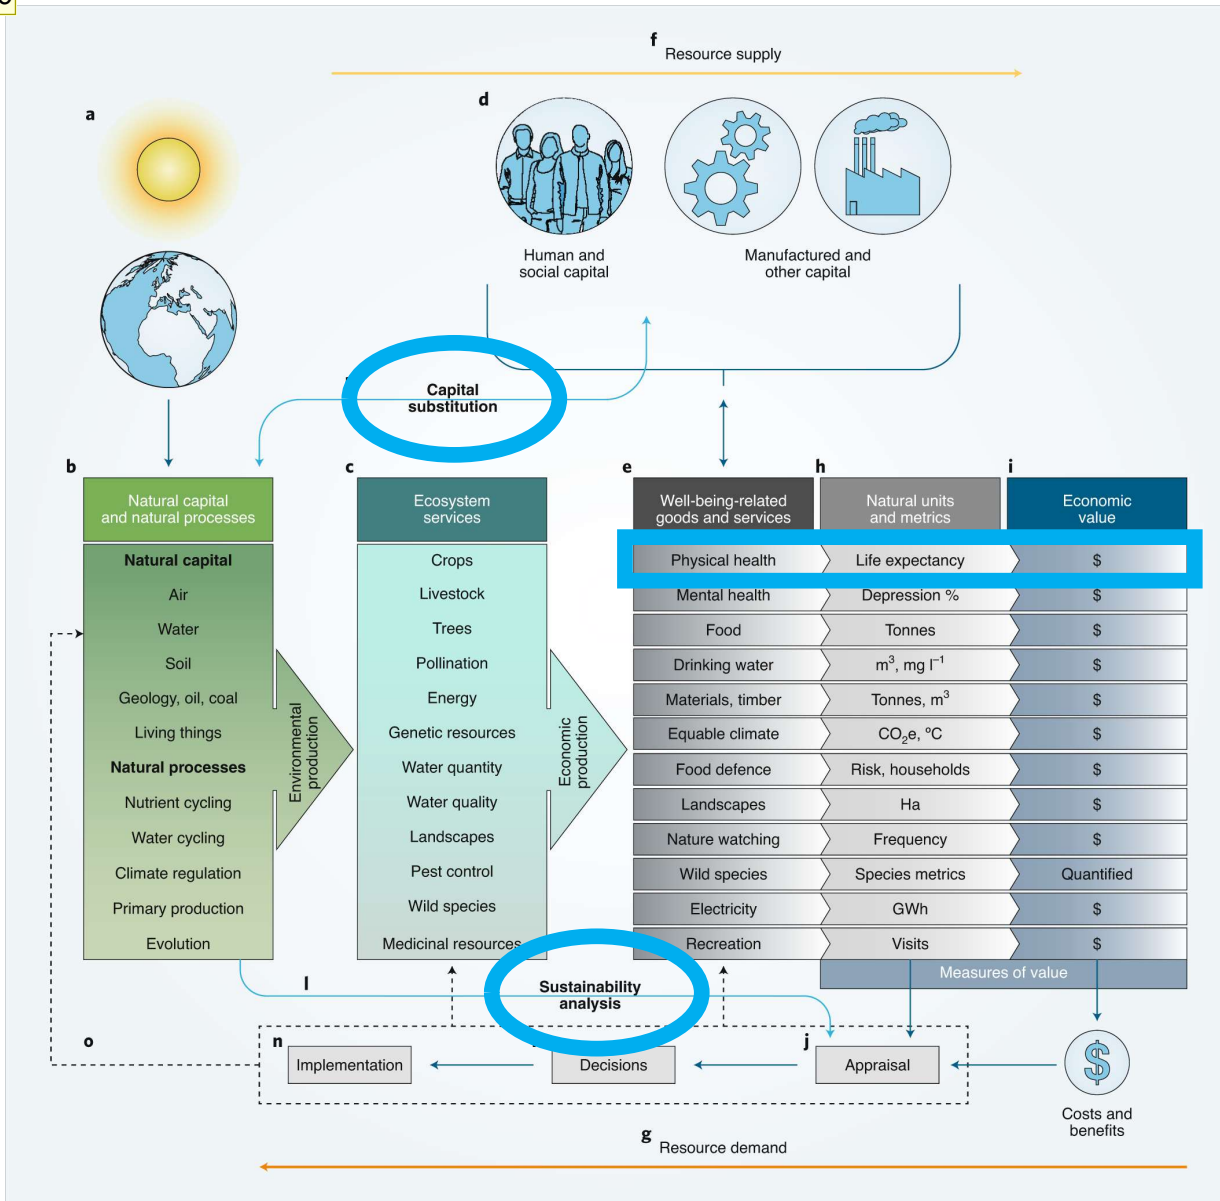 f
Resource supply
a
d
Human and
social capital
Manufactured and
other capital
Capital
substitution
b
c
e
h
i
Natural capital
and natural processes
Ecosystem
services
Well-being-related
goods and services
Natural units
and metrics
Economic
value
Natural capital
Air
Water
Soil
Geology, oil, coal
Living things
Natural processes
Nutrient cycling
Water cycling
Climate regulation
Primary production
Evolution
Environmental
production
Crops
Livestock
Trees
Pollination
Energy
Genetic resources
Water quantity
Water quality
Landscapes
Pest control
Wild species
Medicinal resources
Economic
production
Physical health Life expectancy $
Mental health Depression % $
Food Tonnes $
Drinking water m³, mg l⁻¹ $
Materials, timber Tonnes, m³ $
Equable climate CO₂e, ºC $
Food defence Risk, households $
Landscapes Ha $
Nature watching Frequency $
Wild species Species metrics Quantified
Electricity GWh $
Recreation Visits $
Measures of value
l
Sustainability
analysis
o
n
j
Implementation
Decisions
Appraisal
$
Costs and
benefits
g
Resource demand